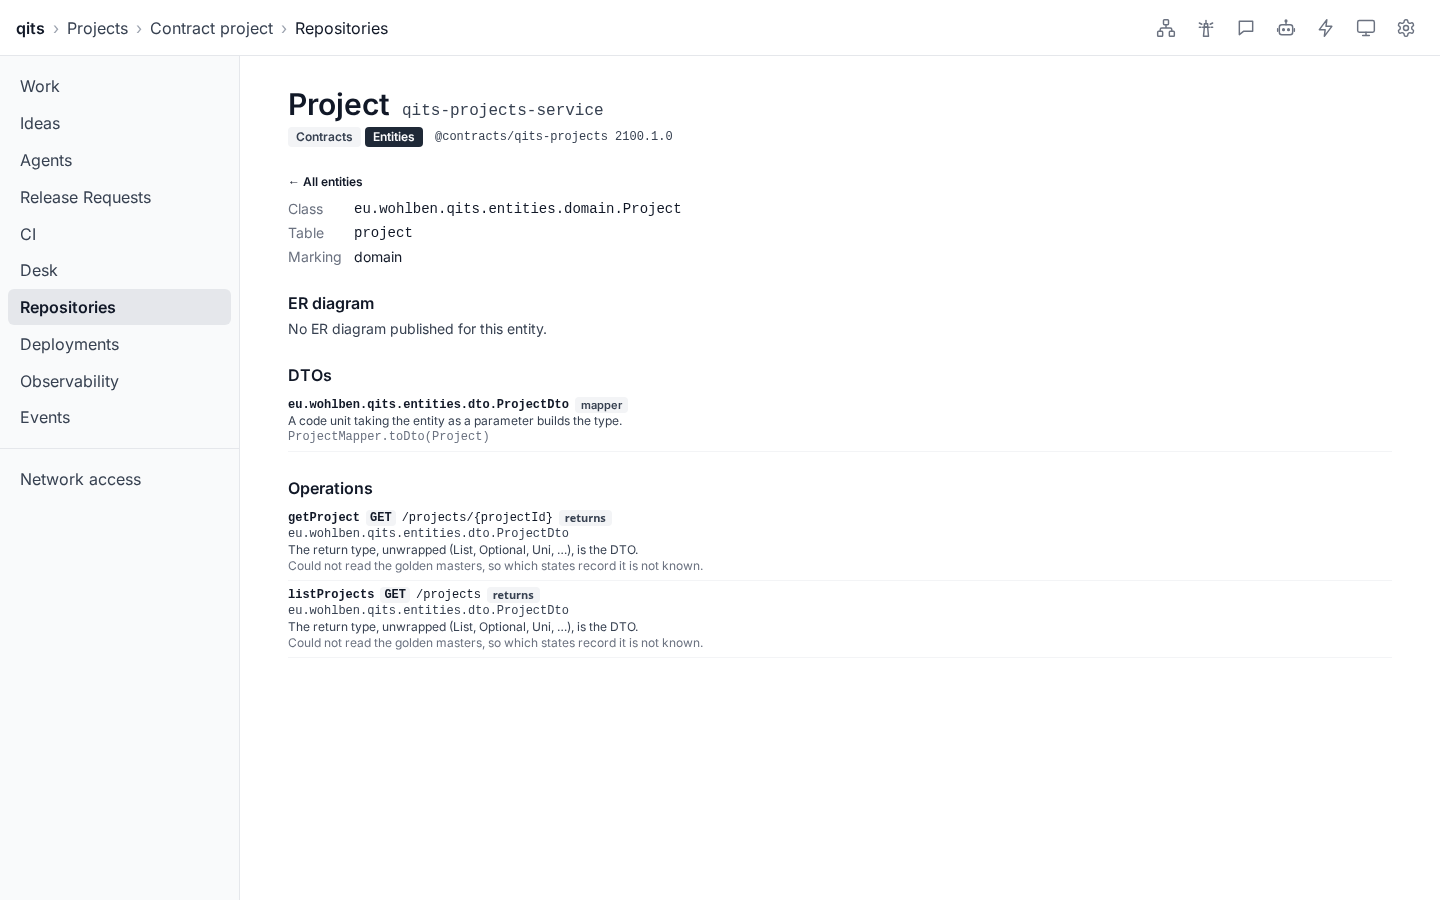 qits › Projects › Contract project › Repositories
Work
Ideas
Agents
Release Requests
CI
Desk
Repositories
Deployments
Observability
Events
Network access
Project qits-projects-service
Contracts Entities @contracts/qits-projects 2100.1.0
← All entities
Class eu.wohlben.qits.entities.domain.Project
Table project
Marking domain
ER diagram
No ER diagram published for this entity.
DTOs
eu.wohlben.qits.entities.dto.ProjectDto mapper
A code unit taking the entity as a parameter builds the type.
ProjectMapper.toDto(Project)
Operations
getProject GET /projects/{projectId} returns
eu.wohlben.qits.entities.dto.ProjectDto
The return type, unwrapped (List, Optional, Uni, …), is the DTO.
Could not read the golden masters, so which states record it is not known.
listProjects GET /projects returns
eu.wohlben.qits.entities.dto.ProjectDto
The return type, unwrapped (List, Optional, Uni, …), is the DTO.
Could not read the golden masters, so which states record it is not known.